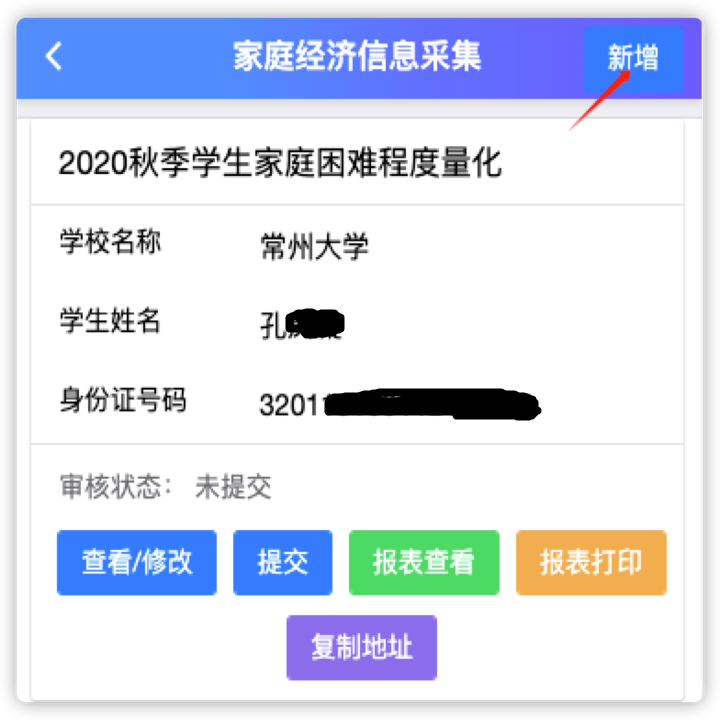 家庭经济信息采集 新增
2020秋季学生家庭困难程度量化
学校名称 常州大学
学生姓名 孔
身份证号码 3201
审核状态： 未提交
查看/修改 提交 报表查看 报表打印
复制地址